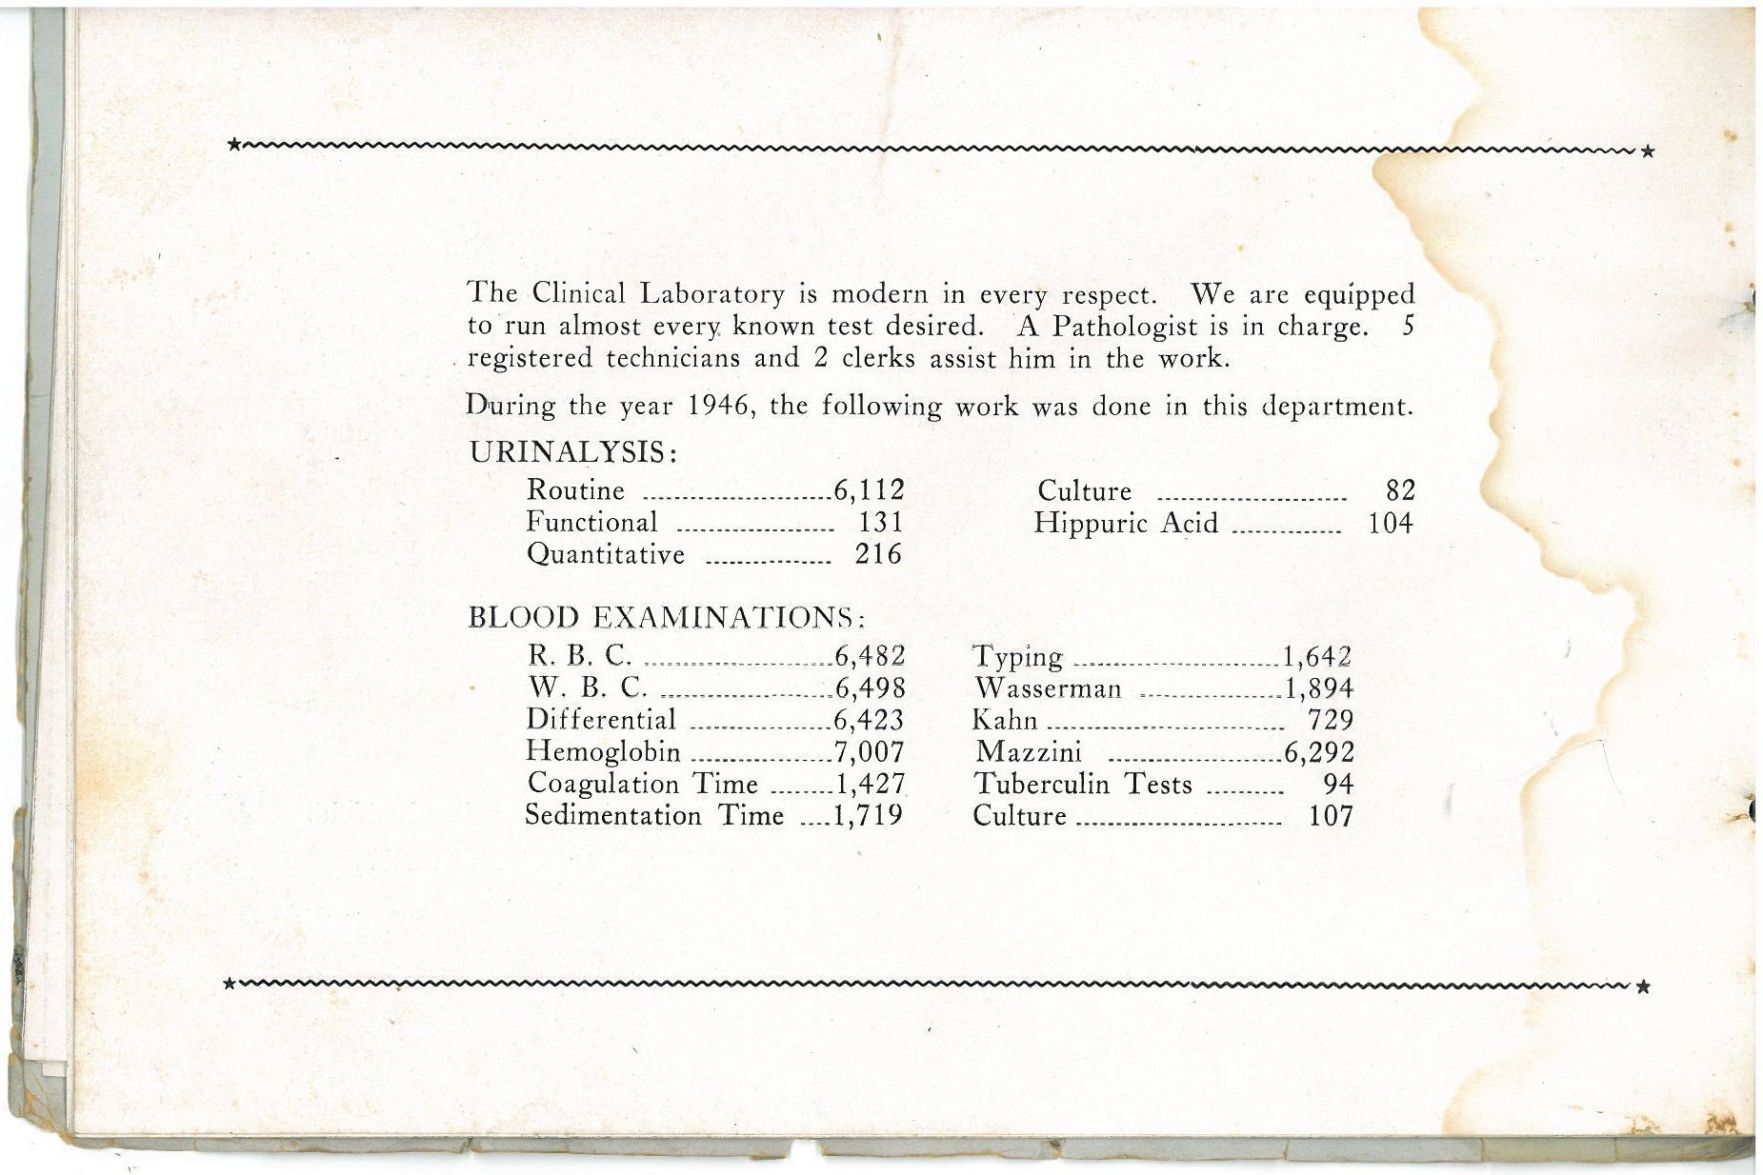 The Clinical Laboratory is modern in every respect. We are equipped
to run almost every known test desired. A Pathologist is in charge. 5
registered technicians and 2 clerks assist him in the work.
During the year 1946, the following work was done in this department.
URINALYSIS:
Routine ........................6,112
Functional .................... 131
Quantitative ................ 216
Culture ........................ 82
Hippuric Acid .............. 104
BLOOD EXAMINATIONS:
R. B. C. ........................6,482
W. B. C. ......................6,498
Differential ..................6,423
Hemoglobin ..................7,007
Coagulation Time ........1,427
Sedimentation Time ....1,719
Typing ..........................1,642
Wasserman ..................1,894
Kahn .............................. 729
Mazzini ......................6,292
Tuberculin Tests .......... 94
Culture .......................... 107